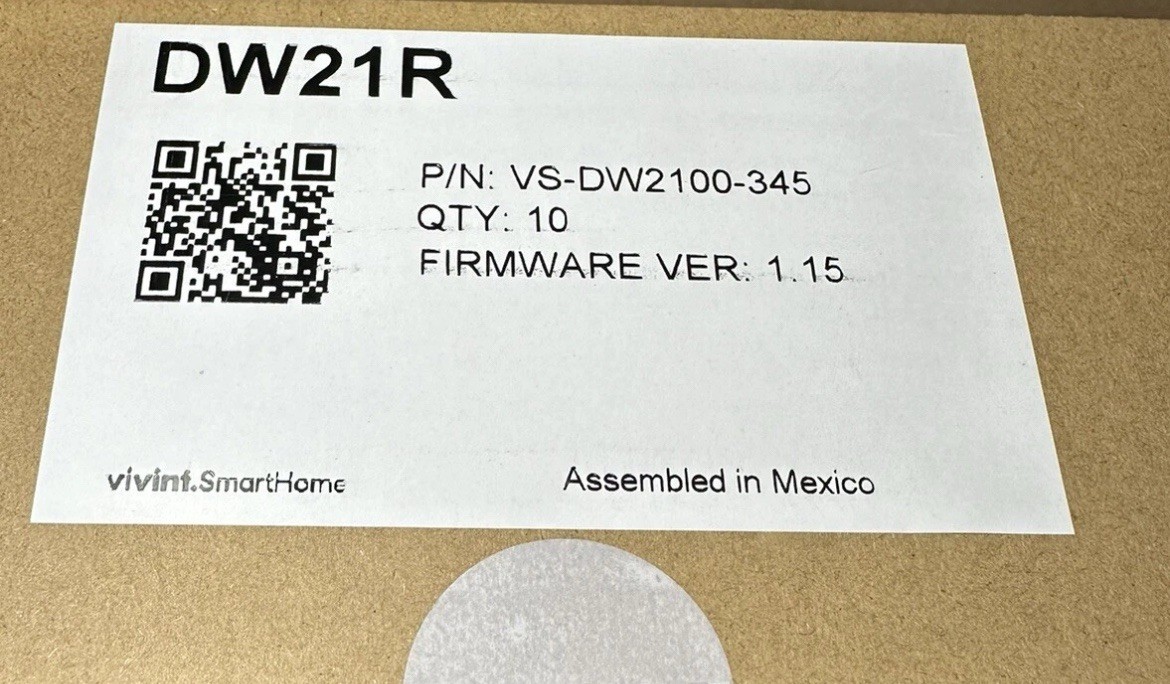 DW21R
P/N: VS-DW2100-345
QTY: 10
FIRMWARE VER: 1.15
vivint.SmartHome
Assembled in Mexico